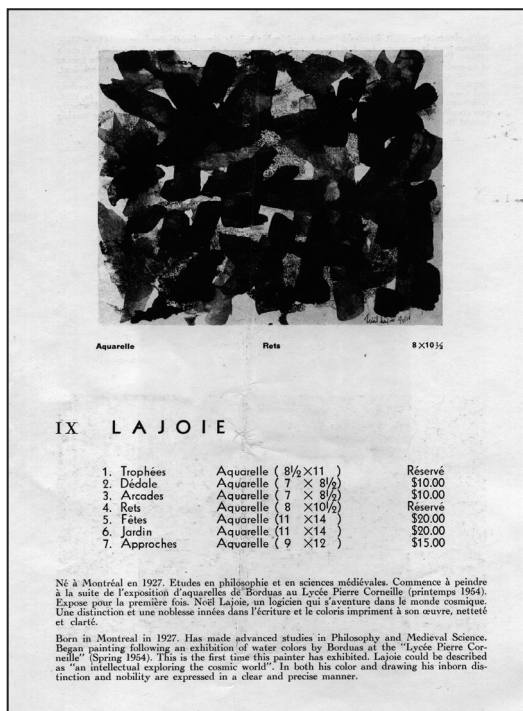 Aquarelle Rets 8 X 10 ½
IX LAJOIE
1. Trophées Aquarelle ( 8½ X 11 ) Réservé
2. Dédale Aquarelle ( 7 X 8½) $10.00
3. Arcades Aquarelle ( 7 X 8½) $10.00
4. Rets Aquarelle ( 8 X 10½) Réservé
5. Fêtes Aquarelle (11 X 14 ) $20.00
6. Jardin Aquarelle (11 X 14 ) $20.00
7. Approches Aquarelle ( 9 X 12 ) $15.00
Né à Montréal en 1927. Etudes en philosophie et en sciences médiévales. Commence à peindre
à la suite de l'exposition d'aquarelles de Borduas au Lycée Pierre Corneille (printemps 1954).
Expose pour la première fois. Noël Lajoie, un logicien qui s'aventure dans le monde cosmique.
Une distinction et une noblesse innées dans l'écriture et le coloris impriment à son œuvre, netteté
et clarté.
Born in Montreal in 1927. Has made advanced studies in Philosophy and Medieval Science.
Began painting following an exhibition of water colors by Borduas at the "Lycée Pierre Cor-
neille" (Spring 1954). This is the first time this painter has exhibited. Lajoie could be described
as "an intellectual exploring the cosmic world". In both his color and drawing his inborn dis-
tinction and nobility are expressed in a clear and precise manner.